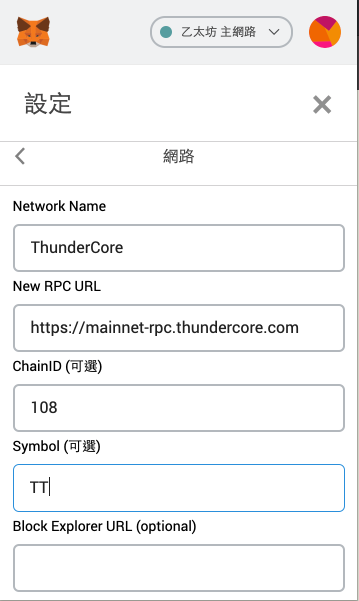 乙太坊 主網路
設定
網路
Network Name
ThunderCore
New RPC URL
https://mainnet-rpc.thundercore.com
ChainID (可選)
108
Symbol (可選)
TT
Block Explorer URL (optional)